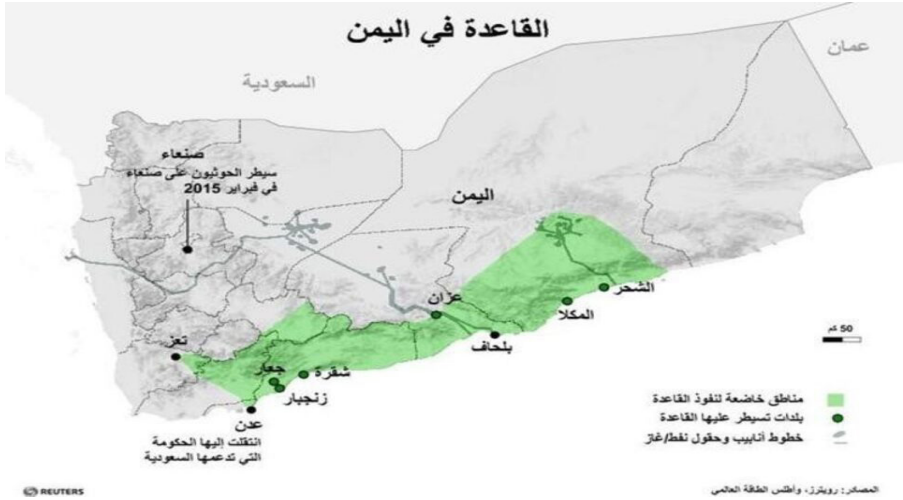 القاعدة في اليمن
عمان
السعودية
صنعاء
سيطر الحوثيون على صنعاء
في فبراير 2015
اليمن
الشحر
المكلا
عزان
بلحاف
تعز
جعار
شقرة
زنجبار
عدن
انتقلت إليها الحكومة
التي تدعمها السعودية
50 كم
مناطق خاضعة لنفوذ القاعدة
بلدات تسيطر عليها القاعدة
خطوط أنابيب وحقول نفط/غاز
المصادر: رويترز، وأطلس الطاقة العالمي
REUTERS